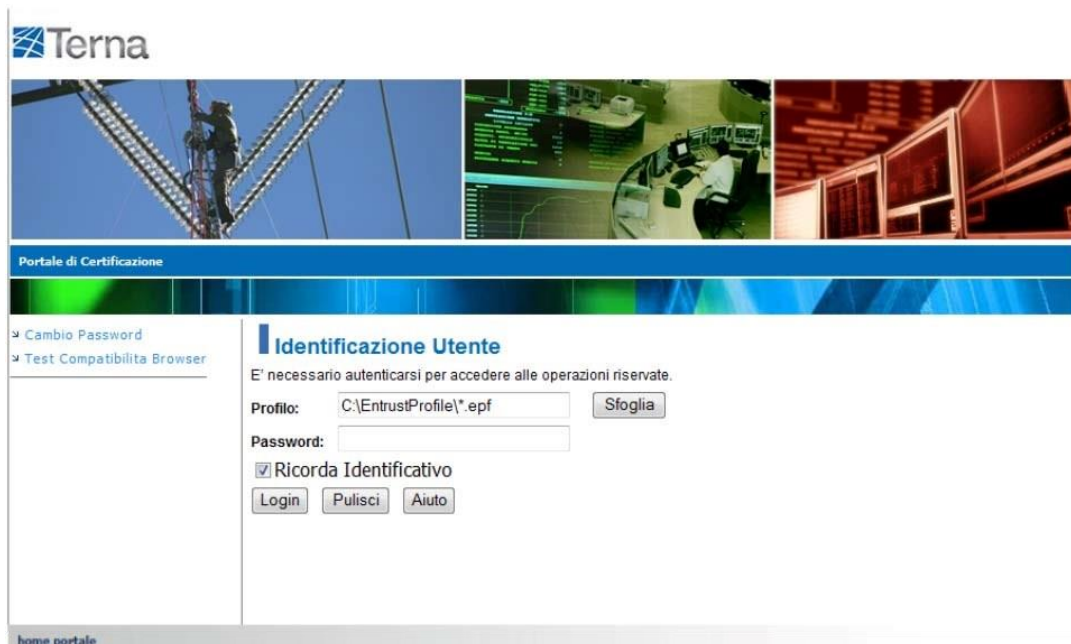 Terna
Portale di Certificazione
Cambio Password
Test Compatibilita Browser
Identificazione Utente
E' necessario autenticarsi per accedere alle operazioni riservate.
Profilo: C:\EntrustProfile\*.epf Sfoglia
Password:
Ricorda Identificativo
Login Pulisci Aiuto
home portale